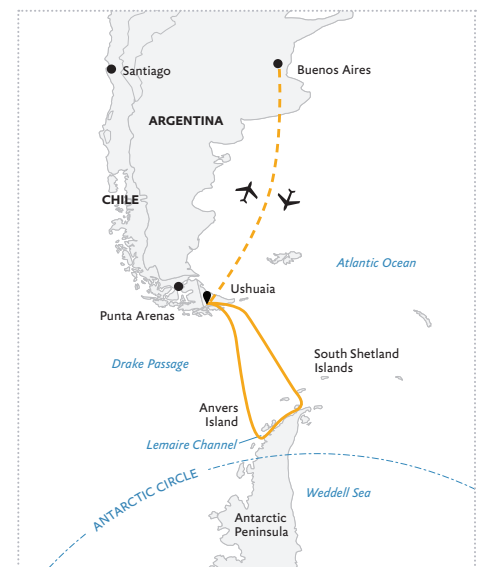 Santiago
Buenos Aires
ARGENTINA
CHILE
Atlantic Ocean
Ushuaia
Punta Arenas
South Shetland
Islands
Drake Passage
Anvers
Island
Lemaire Channel
ANTARCTIC CIRCLE
Weddell Sea
Antarctic
Peninsula